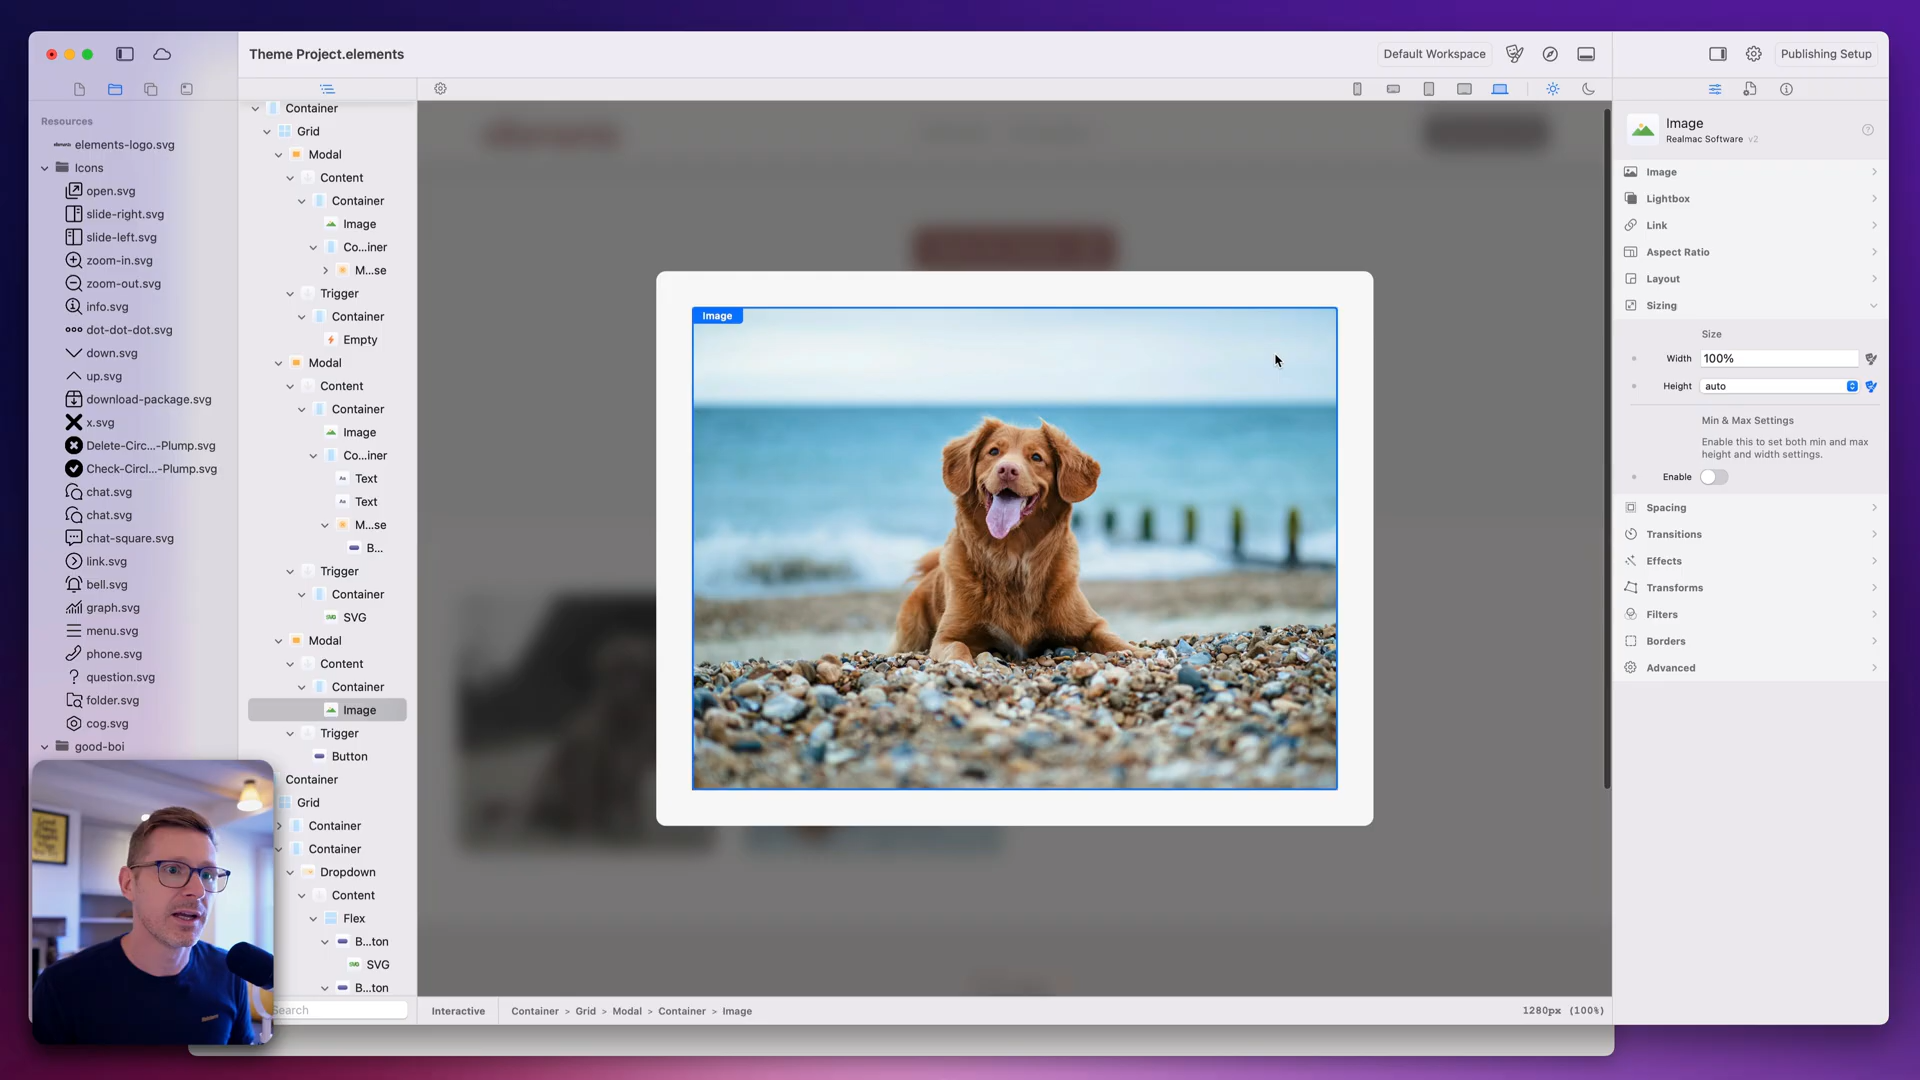 Theme Project.elements
Default Workspace
Publishing Setup
Resources
elements-logo.svg
Icons
open.svg
slide-right.svg
slide-left.svg
zoom-in.svg
zoom-out.svg
info.svg
dot-dot-dot.svg
down.svg
up.svg
download-package.svg
x.svg
Delete-Circ...-Plump.svg
Check-Circl...-Plump.svg
chat.svg
chat.svg
chat-square.svg
link.svg
bell.svg
graph.svg
menu.svg
phone.svg
question.svg
folder.svg
cog.svg
good-boi
Container
Grid
Modal
Content
Container
Image
Co...iner
M...se
Trigger
Container
Empty
Modal
Content
Container
Image
Co...iner
Aa Text
Aa Text
M...se
B...
Trigger
Container
SVG SVG
Modal
Content
Container
Image
Trigger
Button
Container
Grid
Container
Container
Dropdown
Content
Flex
B...ton
SVG SVG
B...ton
Search
Image
Interactive
Container > Grid > Modal > Container > Image
1280px (100%)
Image
Realmac Software v2
?
Image
Lightbox
Link
Aspect Ratio
Layout
Sizing
Size
Width 100%
Height auto
Min & Max Settings
Enable this to set both min and max
height and width settings.
Enable
Spacing
Transitions
Effects
Transforms
Filters
Borders
Advanced